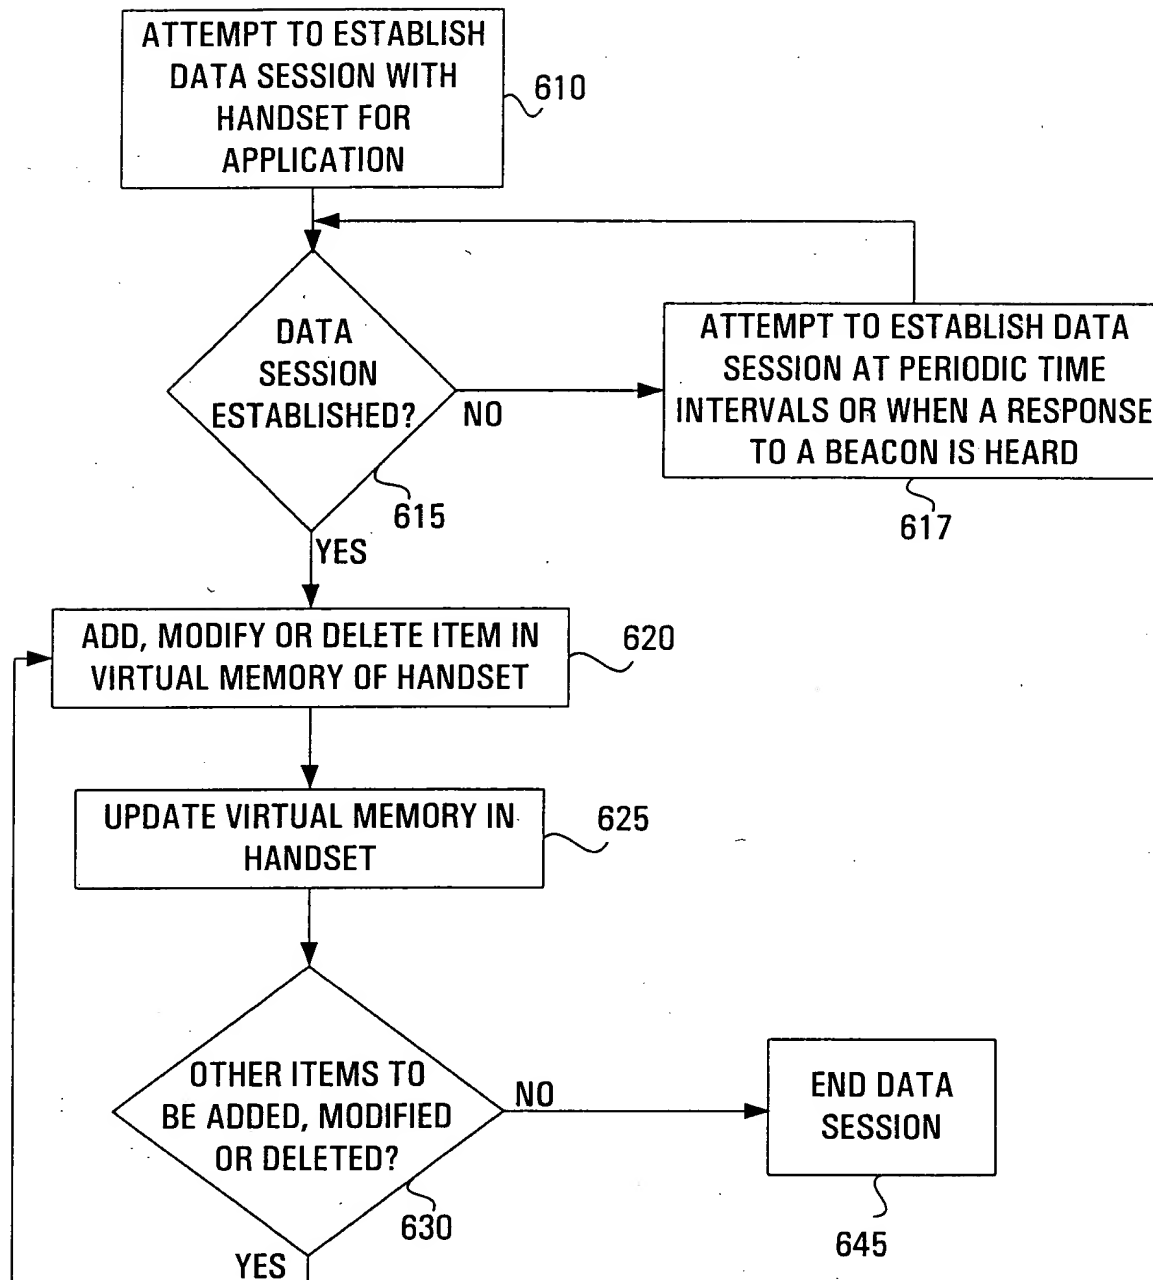 ATTEMPT TO ESTABLISH
DATA SESSION WITH
HANDSET FOR
APPLICATION
610
DATA
SESSION
ESTABLISHED?
NO
615
YES
ATTEMPT TO ESTABLISH DATA
SESSION AT PERIODIC TIME
INTERVALS OR WHEN A RESPONSE
TO A BEACON IS HEARD
617
ADD, MODIFY OR DELETE ITEM IN
VIRTUAL MEMORY OF HANDSET
620
UPDATE VIRTUAL MEMORY IN
HANDSET
625
OTHER ITEMS TO
BE ADDED, MODIFIED
OR DELETED?
NO
630
YES
END DATA
SESSION
645